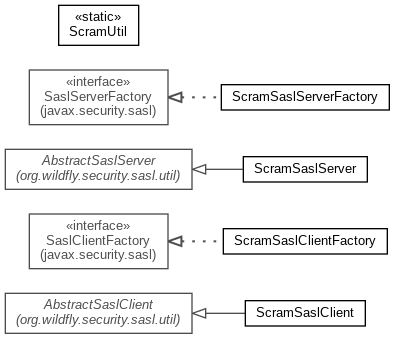 «static»
ScramUtil
«interface»
SaslServerFactory
(javax.security.sasl)
ScramSaslServerFactory
AbstractSaslServer
(org.wildfly.security.sasl.util)
ScramSaslServer
«interface»
SaslClientFactory
(javax.security.sasl)
ScramSaslClientFactory
AbstractSaslClient
(org.wildfly.security.sasl.util)
ScramSaslClient